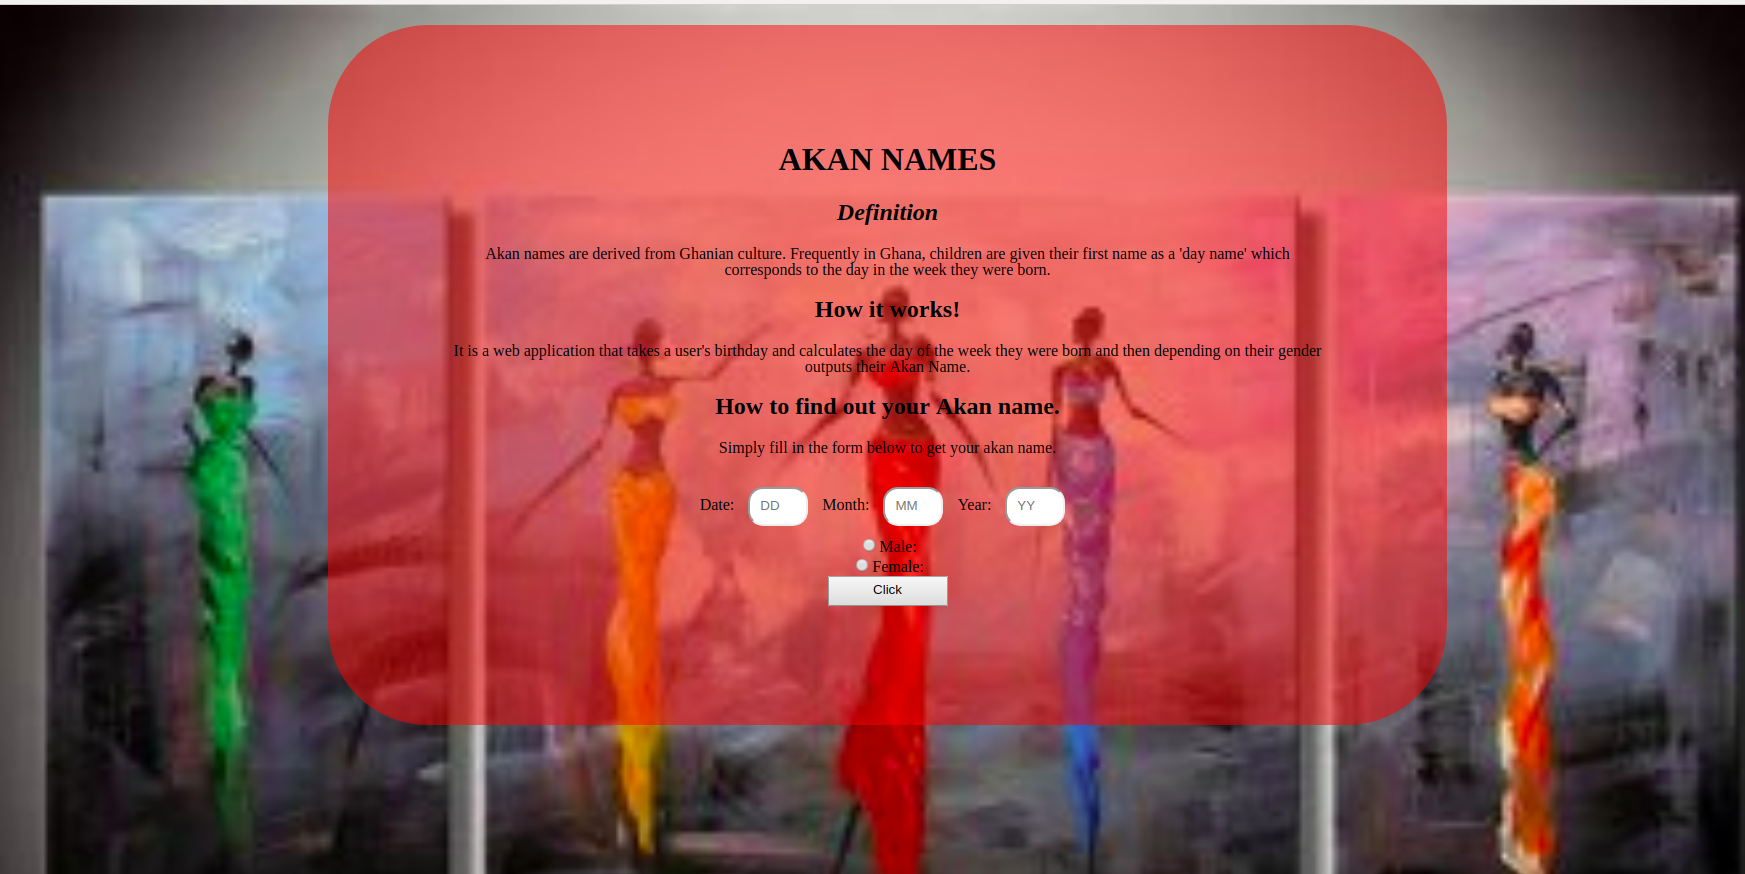 AKAN NAMES
Definition
Akan names are derived from Ghanian culture. Frequently in Ghana, children are given their first name as a 'day name' which
corresponds to the day in the week they were born.
How it works!
It is a web application that takes a user's birthday and calculates the day of the week they were born and then depending on their gender
outputs their Akan Name.
How to find out your Akan name.
Simply fill in the form below to get your akan name.
Date: DD Month: MM Year: YY
Male:
Female:
Click